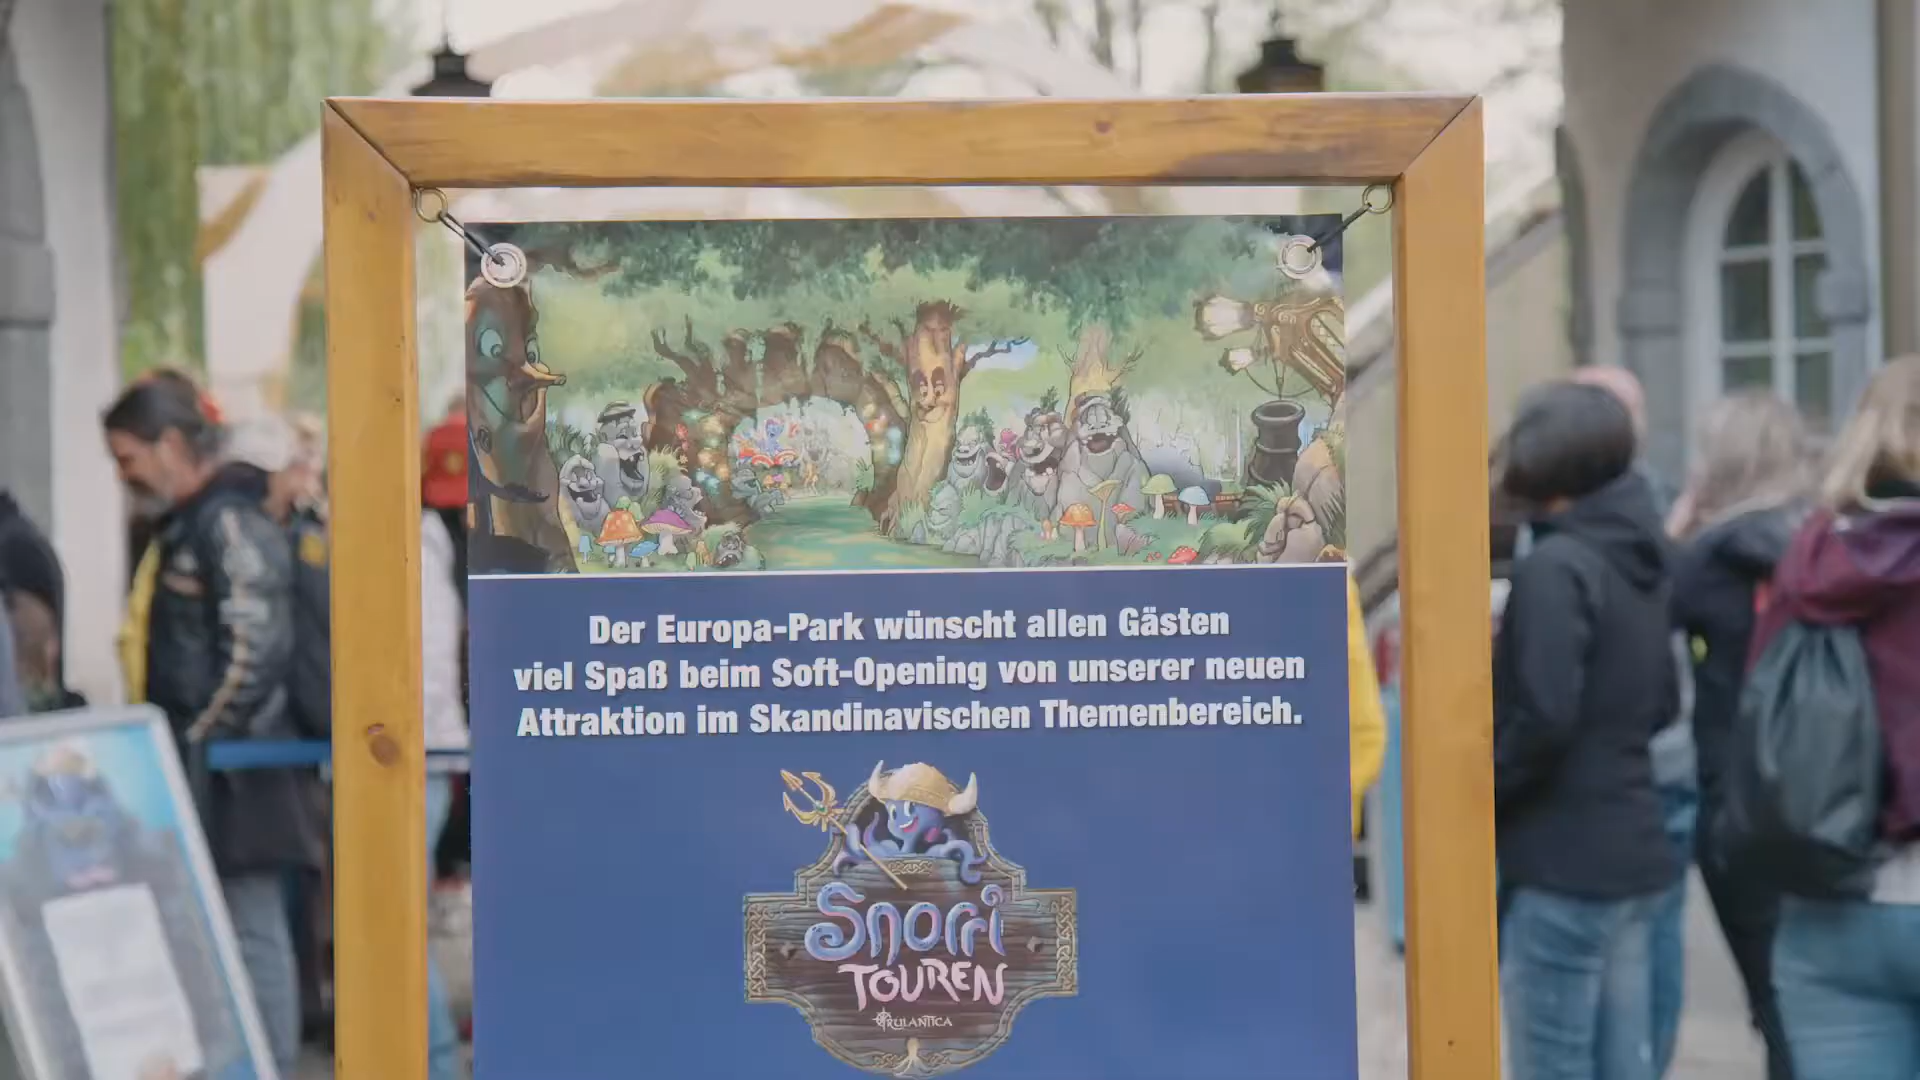 Der Europa-Park wünscht allen Gästen
viel Spaß beim Soft-Opening von unserer neuen
Attraktion im Skandinavischen Themenbereich.
Snorri
TOUREN
RULANTICA